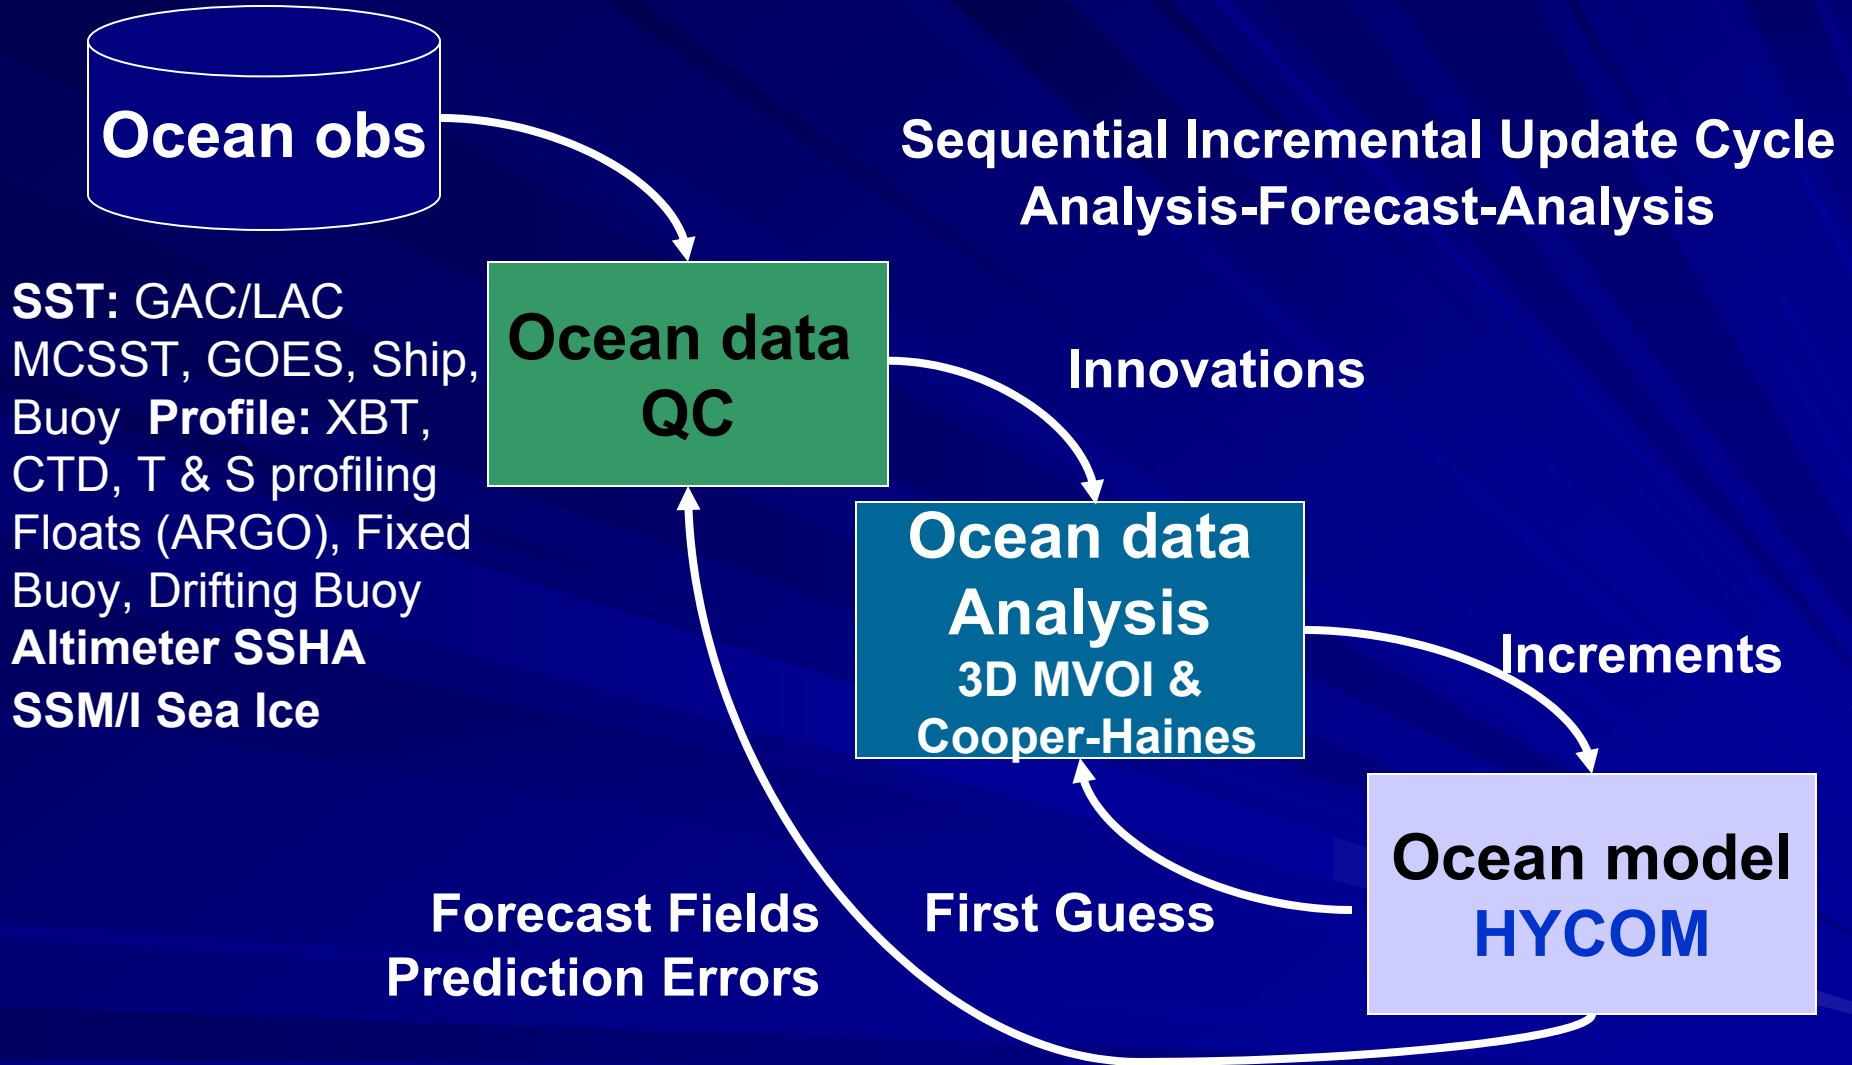 Ocean obs
Sequential Incremental Update Cycle
Analysis-Forecast-Analysis
SST: GAC/LAC
MCSST, GOES, Ship,
Buoy  Profile: XBT,
CTD, T & S profiling
Floats (ARGO), Fixed
Buoy, Drifting Buoy
Altimeter SSHA
SSM/I Sea Ice
Ocean data
QC
Innovations
Ocean data
Analysis
3D MVOI &
Cooper-Haines
Increments
Ocean model
HYCOM
First Guess
Forecast Fields
Prediction Errors